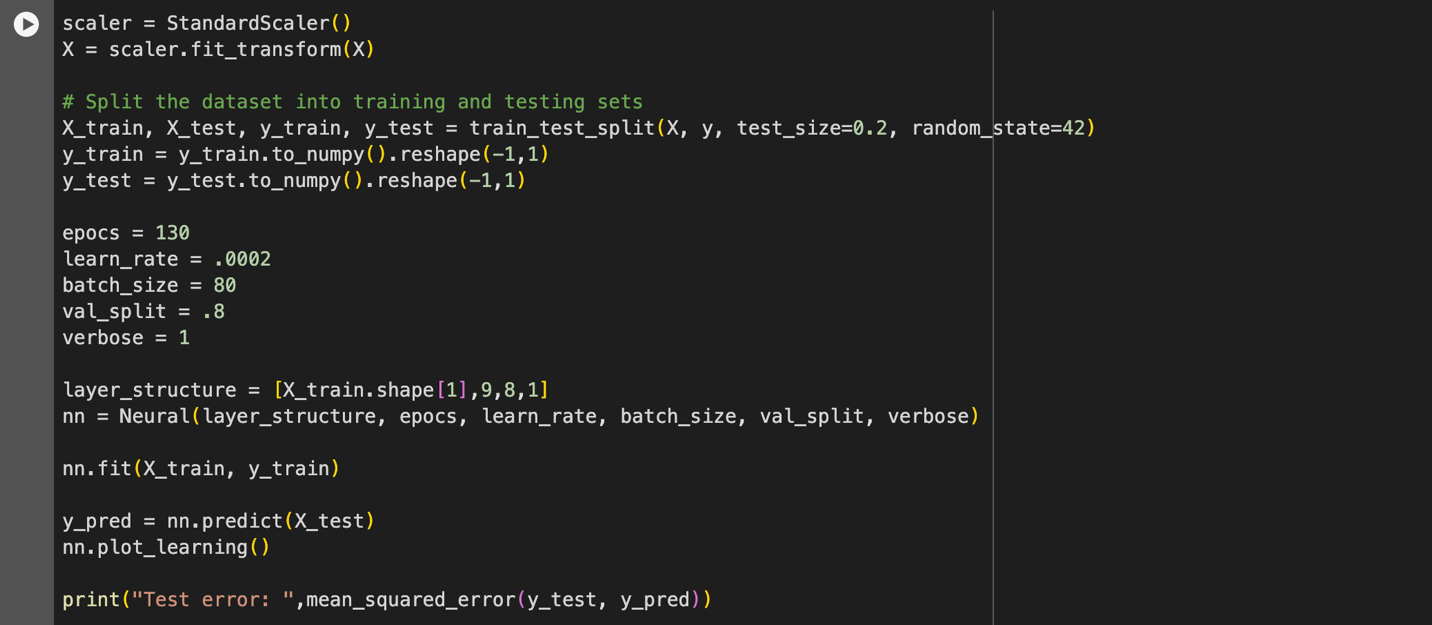 scaler = StandardScaler()
X = scaler.fit_transform(X)
# Split the dataset into training and testing sets
X_train, X_test, y_train, y_test = train_test_split(X, y, test_size=0.2, random_state=42)
y_train = y_train.to_numpy().reshape(-1,1)
y_test = y_test.to_numpy().reshape(-1,1)
epocs = 130
learn_rate = .0002
batch_size = 80
val_split = .8
verbose = 1
layer_structure = [X_train.shape[1],9,8,1]
nn = Neural(layer_structure, epocs, learn_rate, batch_size, val_split, verbose)
nn.fit(X_train, y_train)
y_pred = nn.predict(X_test)
nn.plot_learning()
print("Test error: ",mean_squared_error(y_test, y_pred))